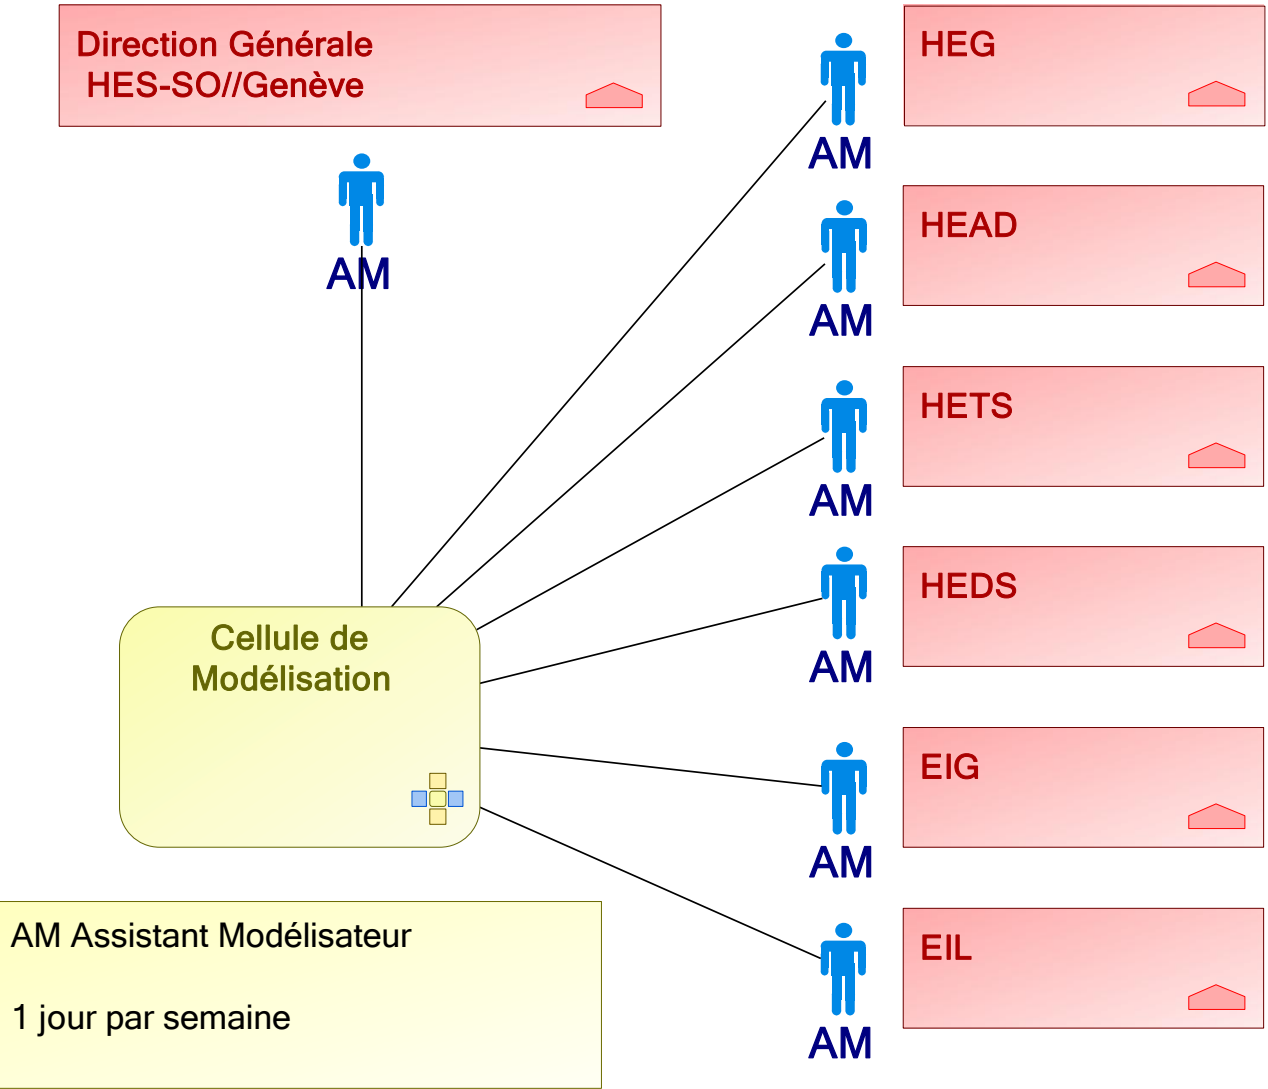 Direction Générale
HES-SO//Genève
AM
HEG
AM
HEAD
AM
HETS
AM
HEDS
AM
EIG
AM
EIL
AM
Cellule de
Modélisation
AM Assistant Modélisateur
1 jour par semaine